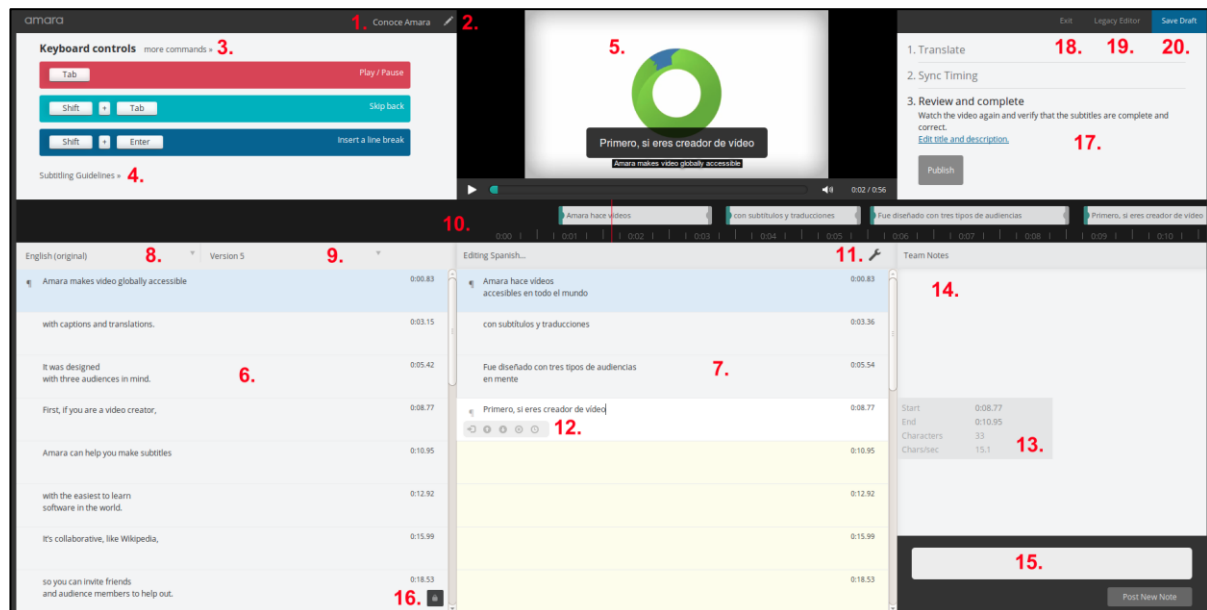 amara
1. Conoce Amara
2.
Keyboard controls more commands » 3.
Tab Play / Pause
Shift + Tab Skip back
Shift + Enter Insert a line break
Subtitling Guidelines » 4.
5.
Primero, si eres creador de vídeo
Amara makes video globally accessible
0:02 / 0:56
Exit Legacy Editor Save Draft
18. 19. 20.
1. Translate
2. Sync Timing
3. Review and complete
Watch the video again and verify that the subtitles are complete and
correct.
Edit title and description.
17.
Publish
10.
Amara hace vídeos
con subtítulos y traducciones
Fue diseñado con tres tipos de audiencias
Primero, si eres creador de vídeo
0:00 0:01 0:02 0:03 0:04 0:05 0:06 0:07 0:08 0:09 0:10
English (original) 8. Version 5 9.
Amara makes video globally accessible 0:00.83
with captions and translations. 0:03.15
It was designed 0:05.42
with three audiences in mind.
6.
First, if you are a video creator, 0:08.77
Amara can help you make subtitles 0:10.95
with the easiest to learn 0:12.92
software in the world.
It's collaborative, like Wikipedia, 0:15.99
so you can invite friends 0:18.53
and audience members to help out.
16.
Editing Spanish... 11.
Amara hace vídeos 0:00.83
accesibles en todo el mundo
con subtítulos y traducciones 0:03.36
Fue diseñado con tres tipos de audiencias 0:05.54
en mente
7.
Primero, si eres creador de vídeo 0:08.77
12.
0:10.95
0:12.92
0:15.99
0:18.53
Team Notes
14.
Start 0:08.77
End 0:10.95
Characters 33
Chars/sec 15.1
13.
15.
Post New Note